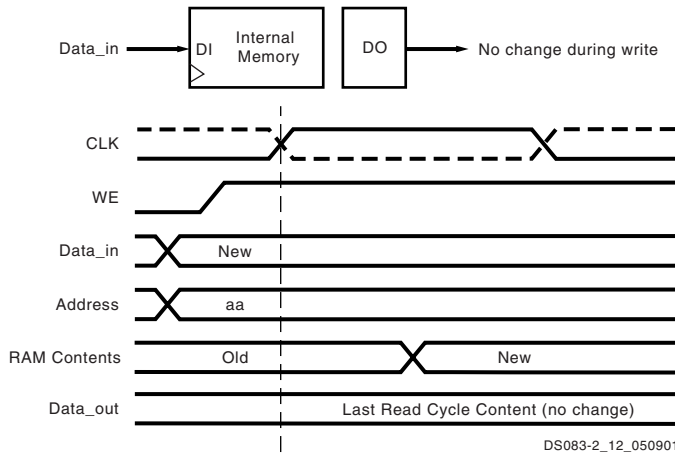 Data_in DI Internal Memory DO No change during write
CLK
WE
Data_in New
Address aa
RAM Contents Old New
Data_out Last Read Cycle Content (no change)
DS083-2_12_050901